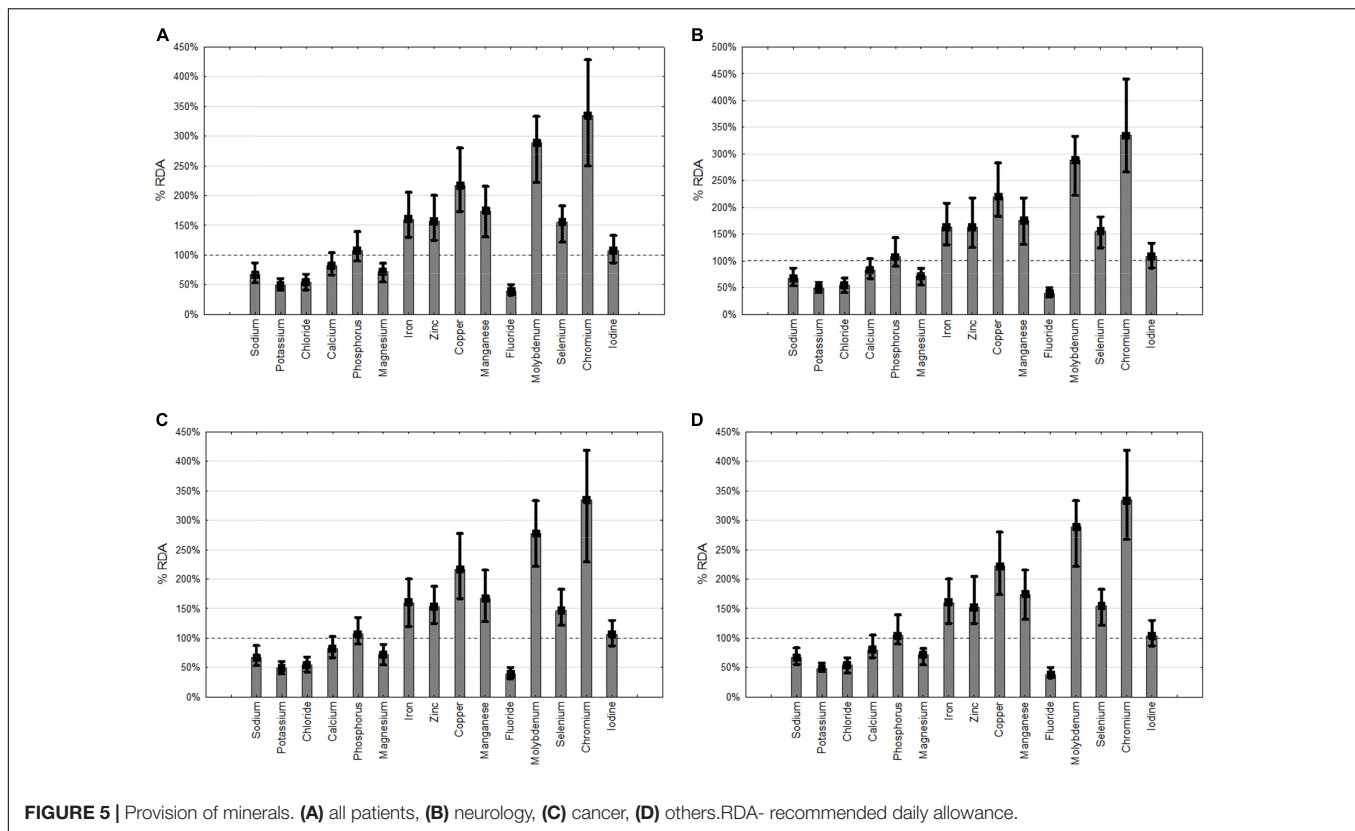 A
450%
400%
350%
300%
250%
200%
150%
100%
50%
0%
% RDA
Sodium
Potassium
Chloride
Calcium
Phosphorus
Magnesium
Iron
Zinc
Copper
Manganese
Fluoride
Molybdenum
Selenium
Chromium
Iodine
B
500%
450%
400%
350%
300%
250%
200%
150%
100%
50%
0%
% RDA
Sodium
Potassium
Chloride
Calcium
Phosphorus
Magnesium
Iron
Zinc
Copper
Manganese
Fluoride
Molybdenum
Selenium
Chromium
Iodine
C
450%
400%
350%
300%
250%
200%
150%
100%
50%
0%
% RDA
Sodium
Potassium
Chloride
Calcium
Phosphorus
Magnesium
Iron
Zinc
Copper
Manganese
Fluoride
Molybdenum
Selenium
Chromium
Iodine
D
450%
400%
350%
300%
250%
200%
150%
100%
50%
0%
% RDA
Sodium
Potassium
Chloride
Calcium
Phosphorus
Magnesium
Iron
Zinc
Copper
Manganese
Fluoride
Molybdenum
Selenium
Chromium
Iodine
FIGURE 5 | Provision of minerals. (A) all patients, (B) neurology, (C) cancer, (D) others.RDA- recommended daily allowance.